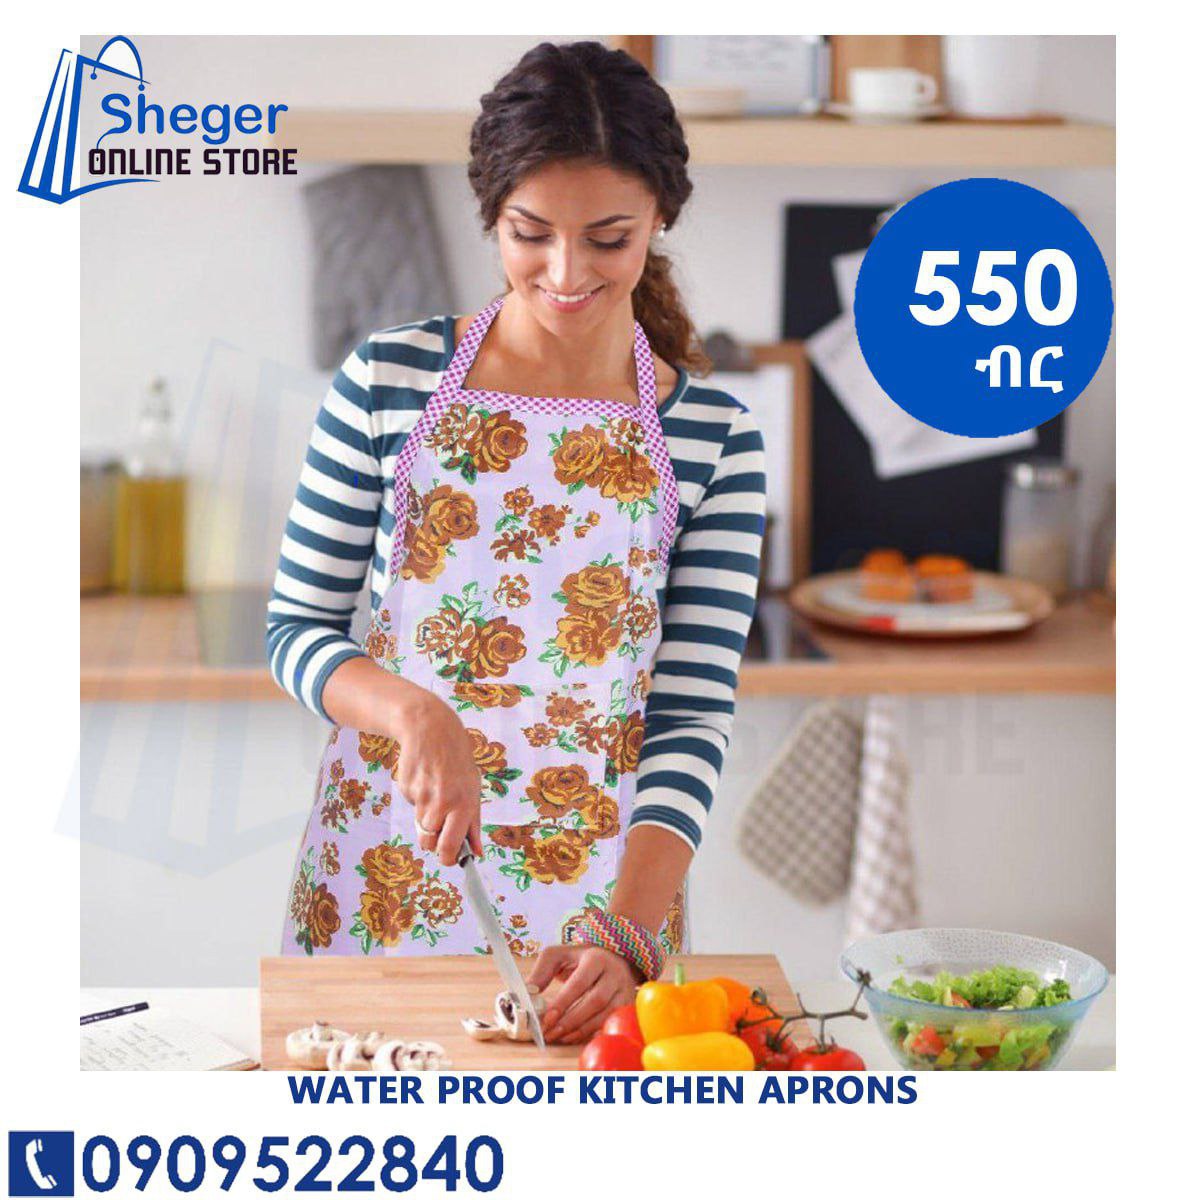 Sheger
ONLINE STORE
550
ብር
WATER PROOF KITCHEN APRONS
0909522840